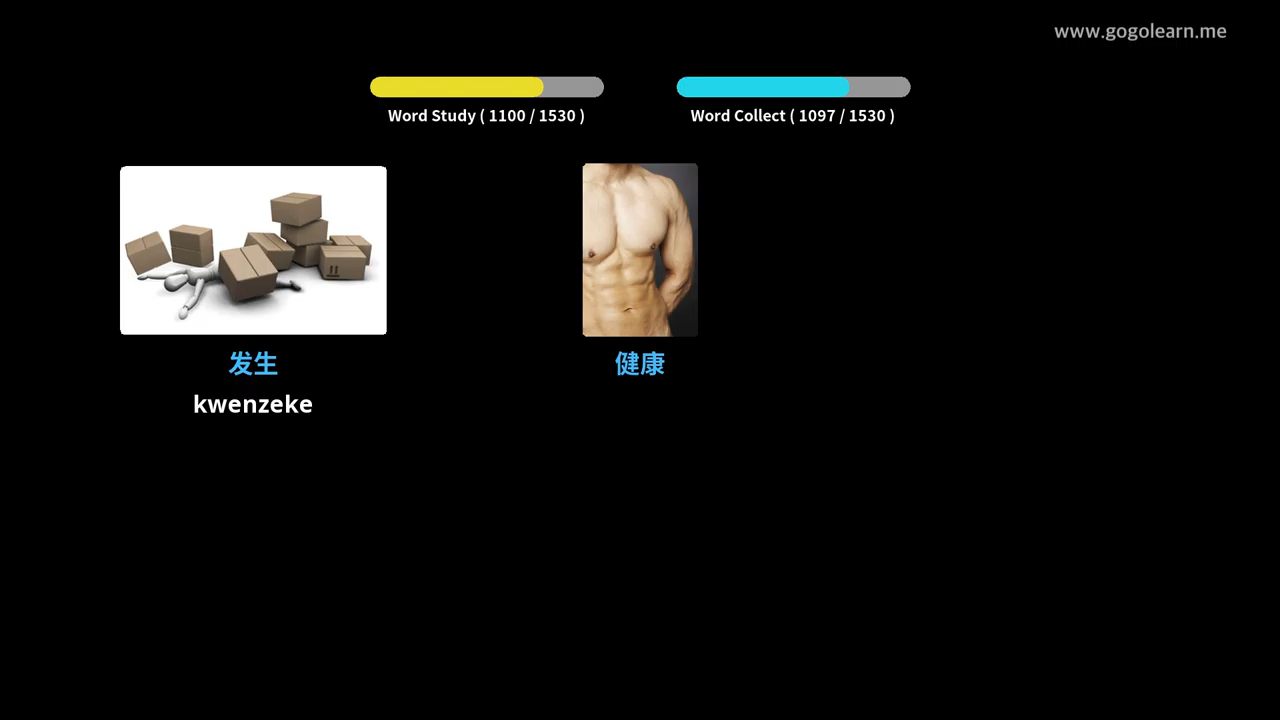 www.gogolearn.me
Word Study ( 1100 / 1530 )
Word Collect ( 1097 / 1530 )
发生
健康
kwenzeke